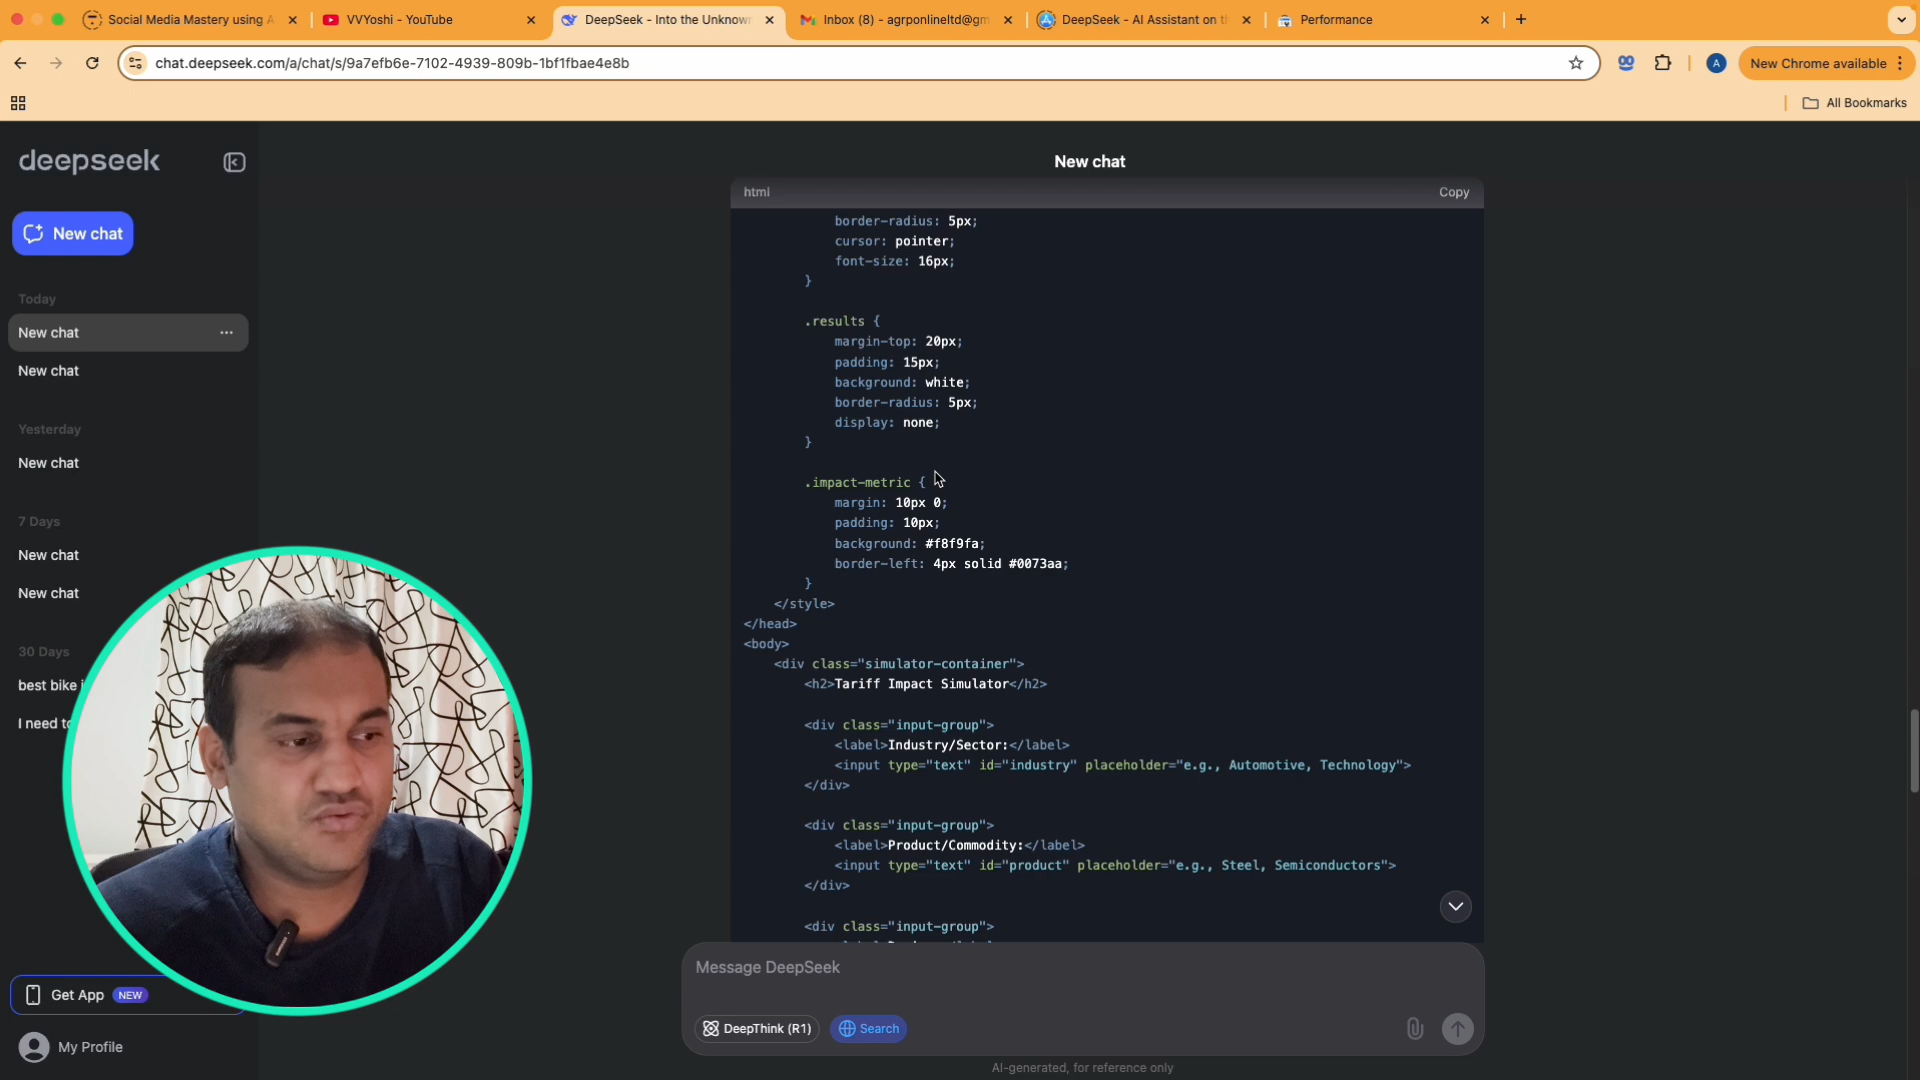 Social Media Mastery using A
VVYoshi - YouTube
DeepSeek - Into the Unknow
Inbox (8) - agrponlineltd@gm
DeepSeek - AI Assistant on t
Performance
chat.deepseek.com/a/chat/s/9a7efb6e-7102-4939-809b-1bf1fbae4e8b
A
New Chrome available
All Bookmarks
deepseek
New chat
New chat
Today
New chat
New chat
Yesterday
New chat
7 Days
New chat
New chat
30 Days
best bike i
I need to
Get App NEW
My Profile
html
Copy
border-radius: 5px;
cursor: pointer;
font-size: 16px;
}
.results {
margin-top: 20px;
padding: 15px;
background: white;
border-radius: 5px;
display: none;
}
.impact-metric {
margin: 10px 0;
padding: 10px;
background: #f8f9fa;
border-left: 4px solid #0073aa;
}
</style>
</head>
<body>
<div class="simulator-container">
<h2>Tariff Impact Simulator</h2>
<div class="input-group">
<label>Industry/Sector:</label>
<input type="text" id="industry" placeholder="e.g., Automotive, Technology">
</div>
<div class="input-group">
<label>Product/Commodity:</label>
<input type="text" id="product" placeholder="e.g., Steel, Semiconductors">
</div>
<div class="input-group">
Message DeepSeek
DeepThink (R1)
Search
AI-generated, for reference only